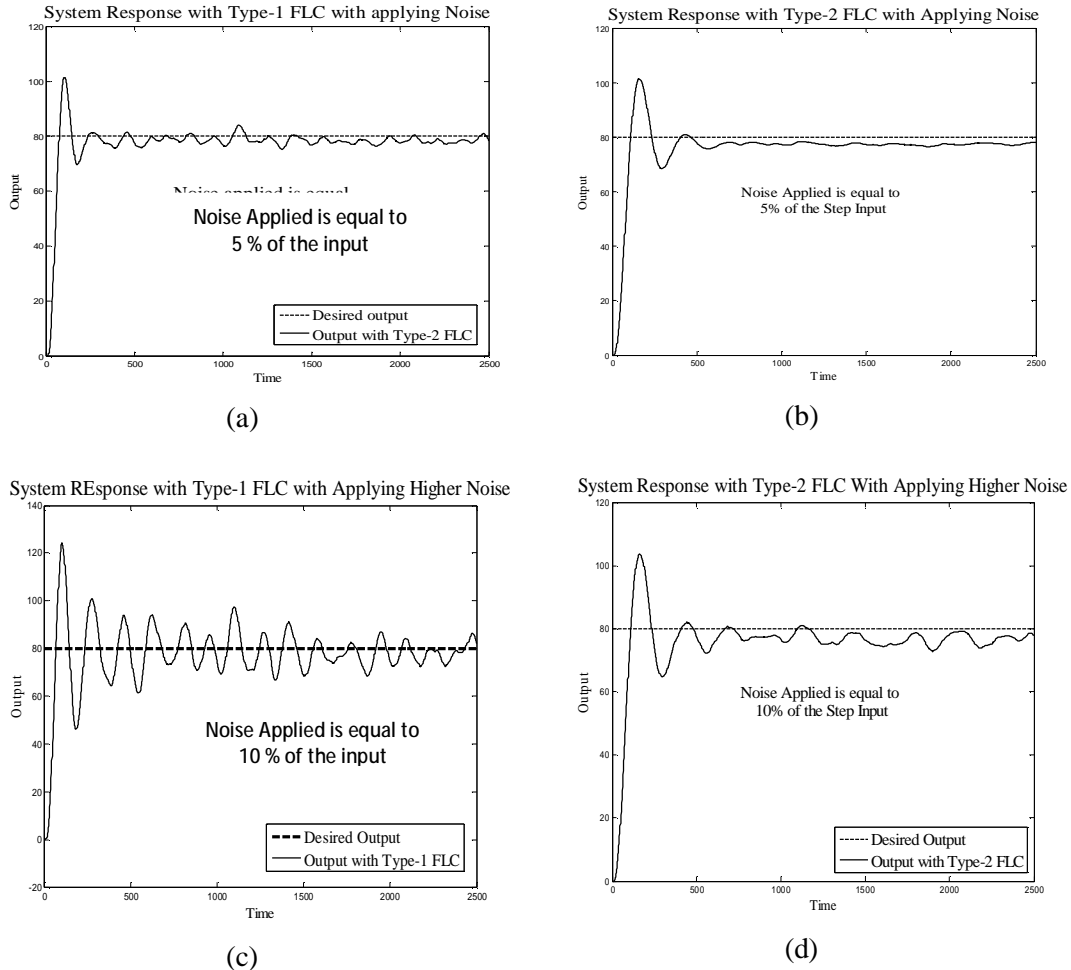 System Response with Type-1 FLC with applying Noise
120
100
80
60
40
20
0
Output
Noise applied is equal
Noise Applied is equal to
5 % of the input
Desired output
Output with Type-2 FLC
0
500
1000
1500
2000
2500
Time
(a)
System Response with Type-2 FLC with Applying Noise
120
100
80
60
40
20
0
Output
Noise Applied is equal to
5% of the Step Input
0
500
1000
1500
2000
2500
Time
(b)
System REsponse with Type-1 FLC with Applying Higher Noise
140
120
100
80
60
40
20
0
-20
Output
Noise Applied is equal to
10 % of the input
Desired Output
Output with Type-1 FLC
0
500
1000
1500
2000
2500
Time
(c)
System Response with Type-2 FLC With Applying Higher Noise
120
100
80
60
40
20
0
Output
Noise Applied is equal to
10% of the Step Input
Desired Output
Output with Type-2 FLC
0
500
1000
1500
2000
2500
Time
(d)